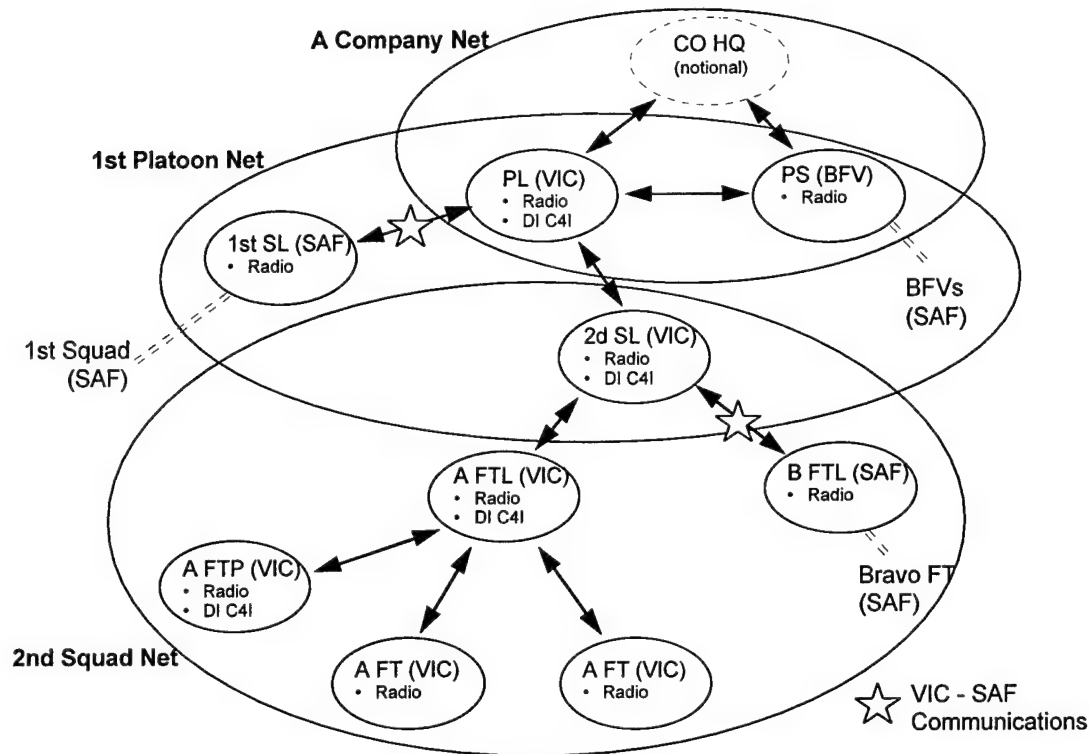 A Company Net
CO HQ
(notional)
1st Platoon Net
PL (VIC)
• Radio
• DI C4I
PS (BFV)
• Radio
1st SL (SAF)
• Radio
BFVs
(SAF)
1st Squad
(SAF)
2d SL (VIC)
• Radio
• DI C4I
A FTL (VIC)
• Radio
• DI C4I
B FTL (SAF)
• Radio
A FTP (VIC)
• Radio
• DI C4I
Bravo FT
(SAF)
2nd Squad Net
A FT (VIC)
• Radio
A FT (VIC)
• Radio
VIC - SAF
Communications